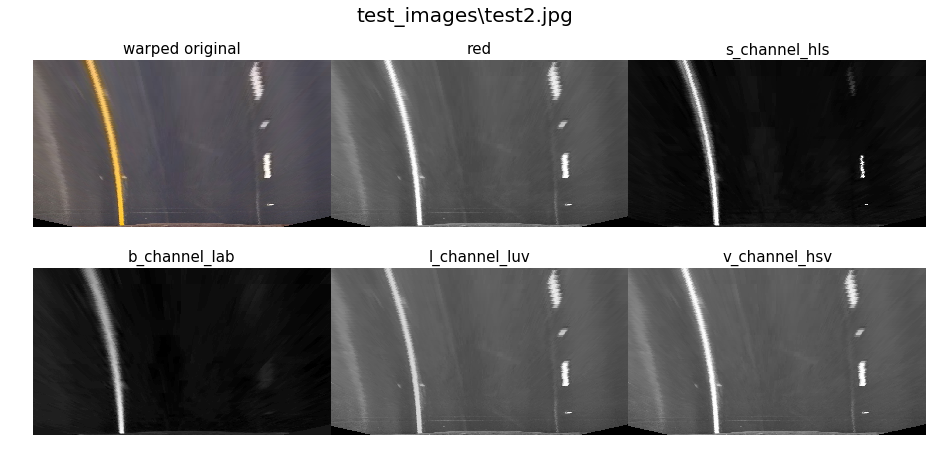 test_images\test2.jpg
warped original
red
s_channel_hls
b_channel_lab
l_channel_luv
v_channel_hsv